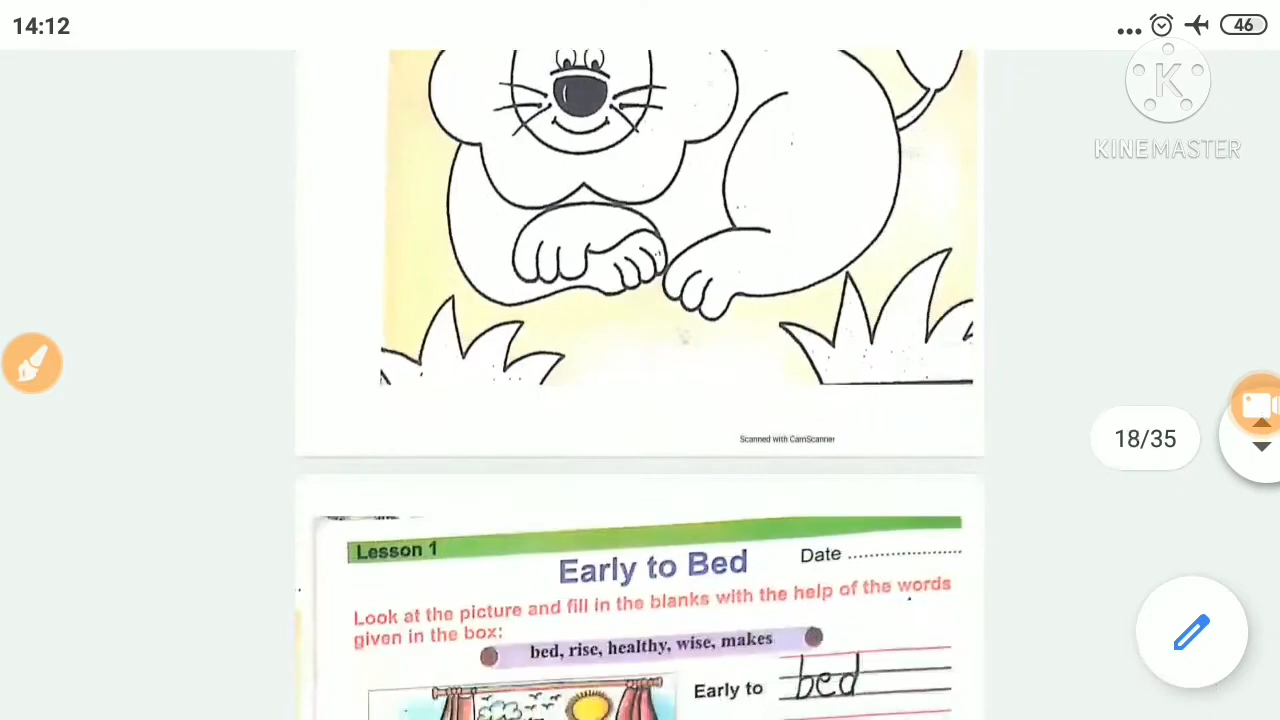 14:12
46
KINEMASTER
18/35
Scanned with CamScanner
Lesson 1
Early to Bed
Date ........................
Look at the picture and fill in the blanks with the help of the words
given in the box:
bed, rise, healthy, wise, makes
Early to bed